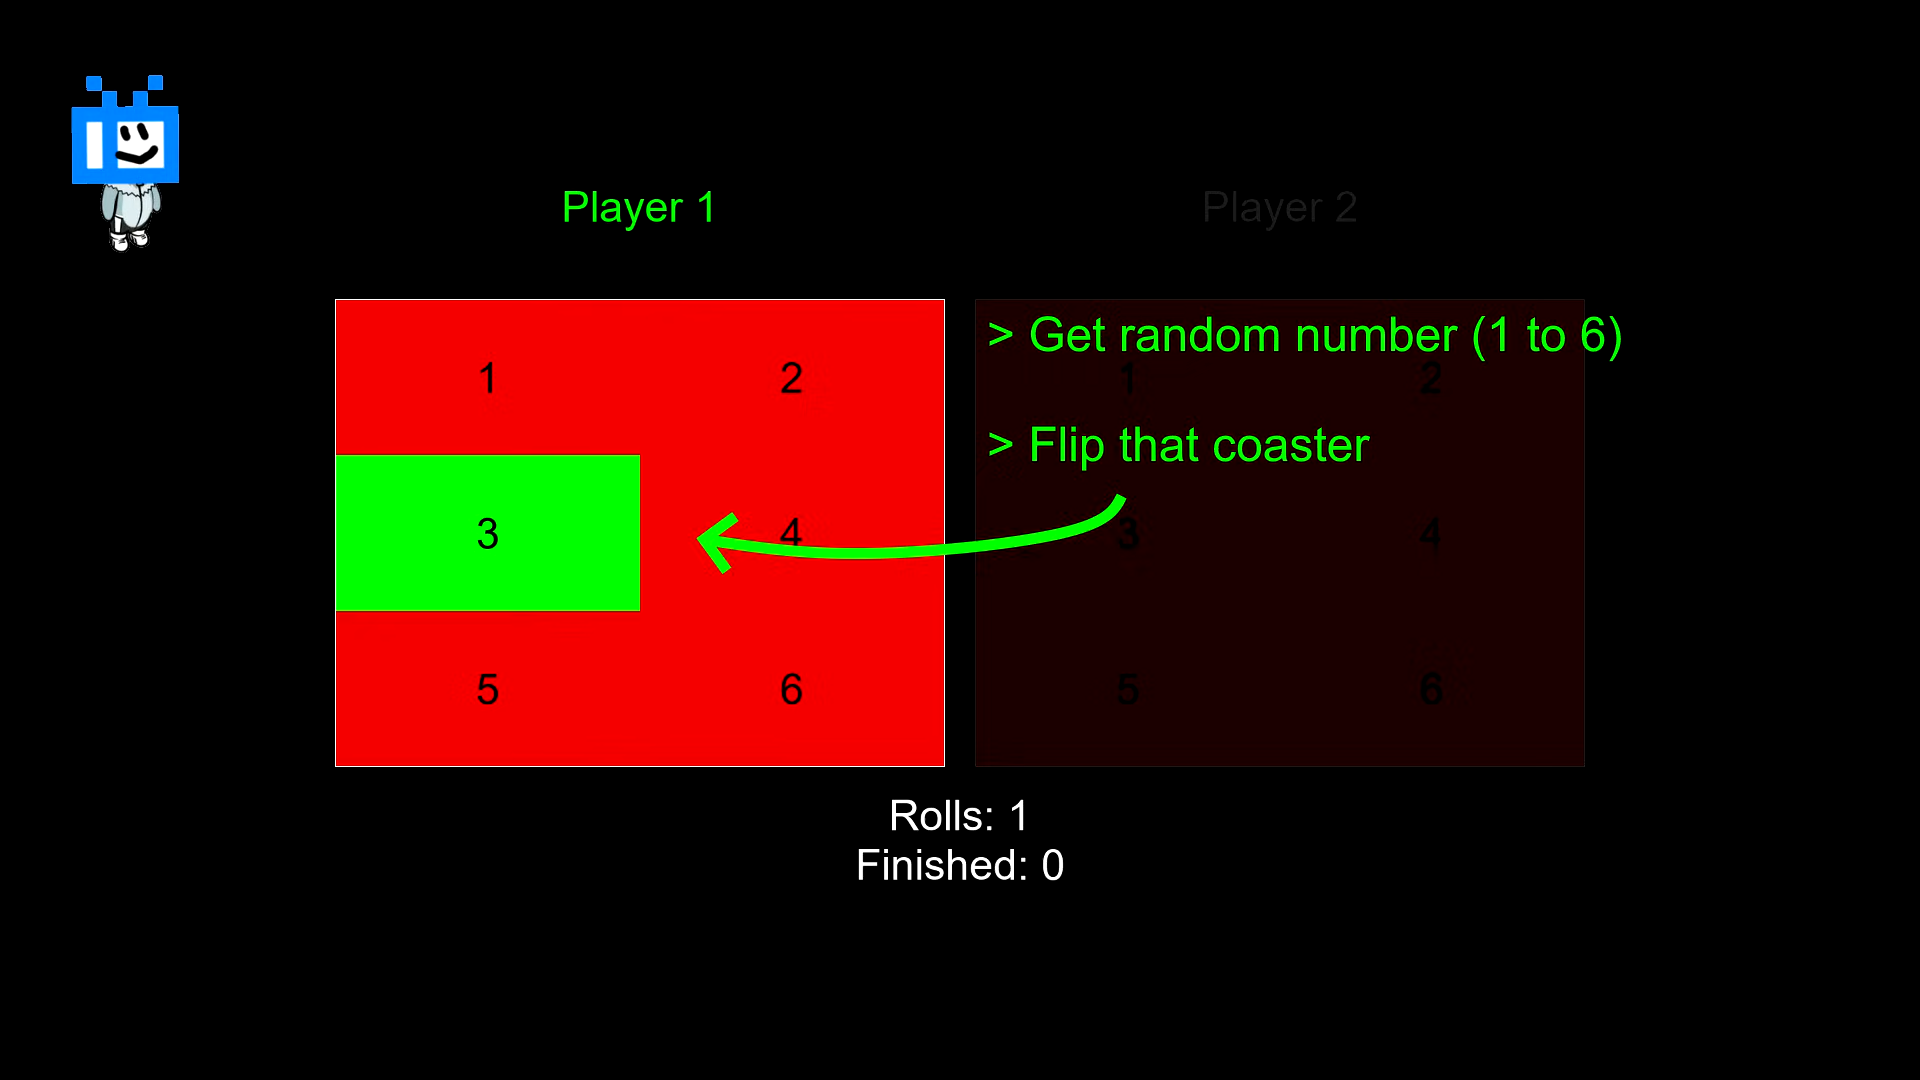 Player 1
Player 2
1 2
3 4
5 6
> Get random number (1 to 6)
1 2
> Flip that coaster
3 4
5 6
Rolls: 1
Finished: 0